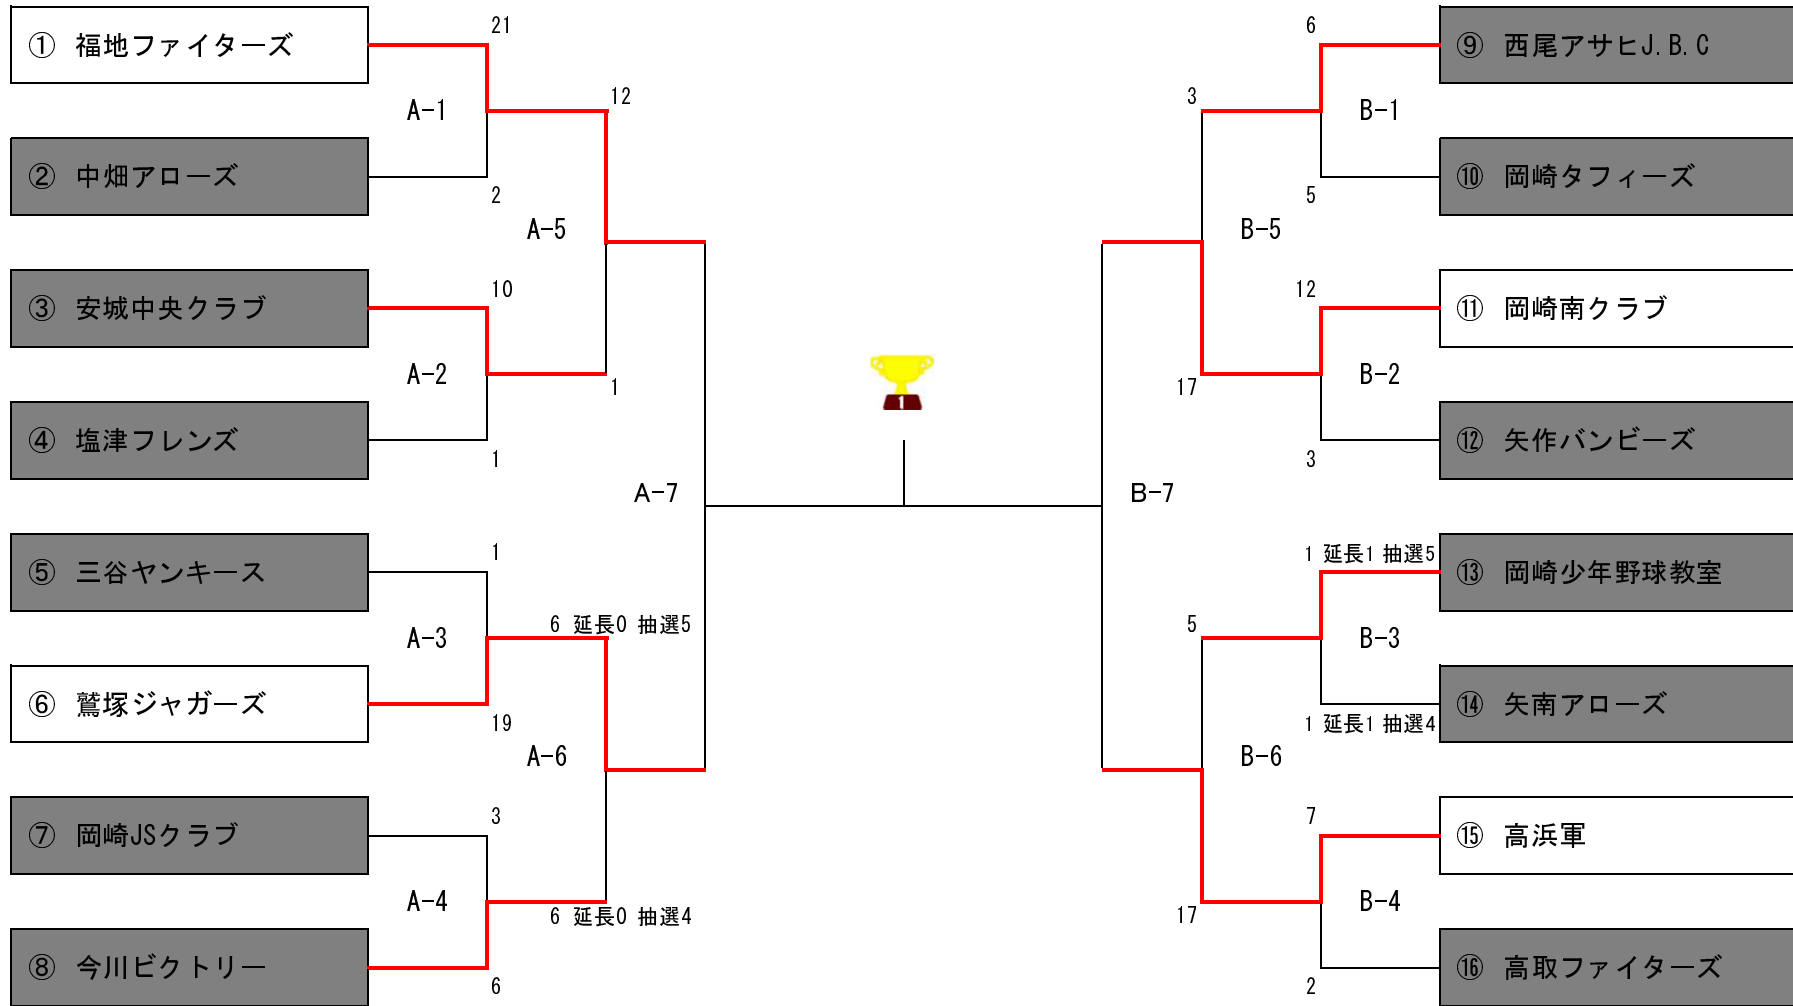 ① 福地ファイターズ
21
A-1
12
② 中畑アローズ
2
A-5
③ 安城中央クラブ
10
A-2
1
④ 塩津フレンズ
1
A-7
⑤ 三谷ヤンキース
1
A-3
6 延長0 抽選5
⑥ 鷲塚ジャガーズ
19
A-6
⑦ 岡崎JSクラブ
3
A-4
6 延長0 抽選4
⑧ 今川ビクトリー
6
1
6
⑨ 西尾アサヒJ.B.C
3
B-1
5
⑩ 岡崎タフィーズ
B-5
12
⑪ 岡崎南クラブ
17
B-2
3
⑫ 矢作バンビーズ
B-7
1 延長1 抽選5
⑬ 岡崎少年野球教室
5
B-3
1 延長1 抽選4
⑭ 矢南アローズ
B-6
7
⑮ 高浜軍
17
B-4
2
⑯ 高取ファイターズ